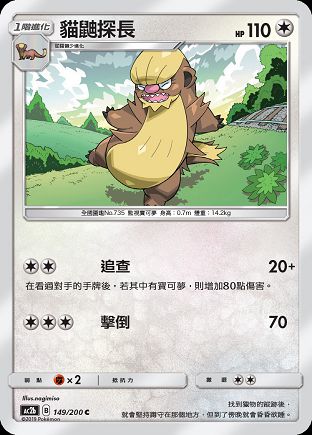 1階進化
貓鼬探長
HP 110
從貓鼬少進化
全國圖鑑No.735 監視寶可夢 身高：0.7m 體重：14.2kg
追查 20+
在看過對手的手牌後，若其中有寶可夢，則增加80點傷害。
擊倒 70
弱點 ×2 抵抗力 撤退
Illus.nagimiso
找到獵物的蹤跡後，
就會堅持蹲守在那個地方，但到了傍晚就會昏昏欲睡。
AC2b B 149/200 C
©2019 Pokémon